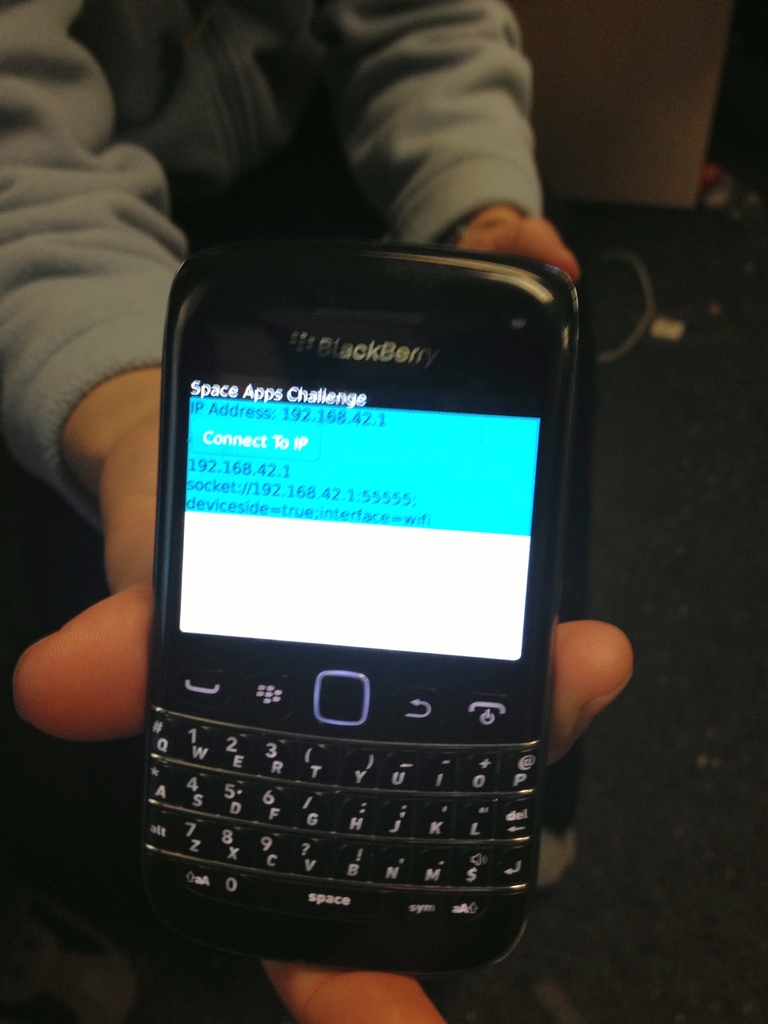 BlackBerry
Space Apps Challenge
IP Address: 192.168.42.1
Connect To IP
192.168.42.1
socket://192.168.42.1:55555;
deviceside=true;interface=wifi
# 1 2 3 ( ) _ - + @
Q W E R T Y U I O P
* 4 5 6 / : ; ' " del
A S D F G H J K L
alt 7 8 9 ? ! , . $
Z X C V B N M
aA 0 space sym aA